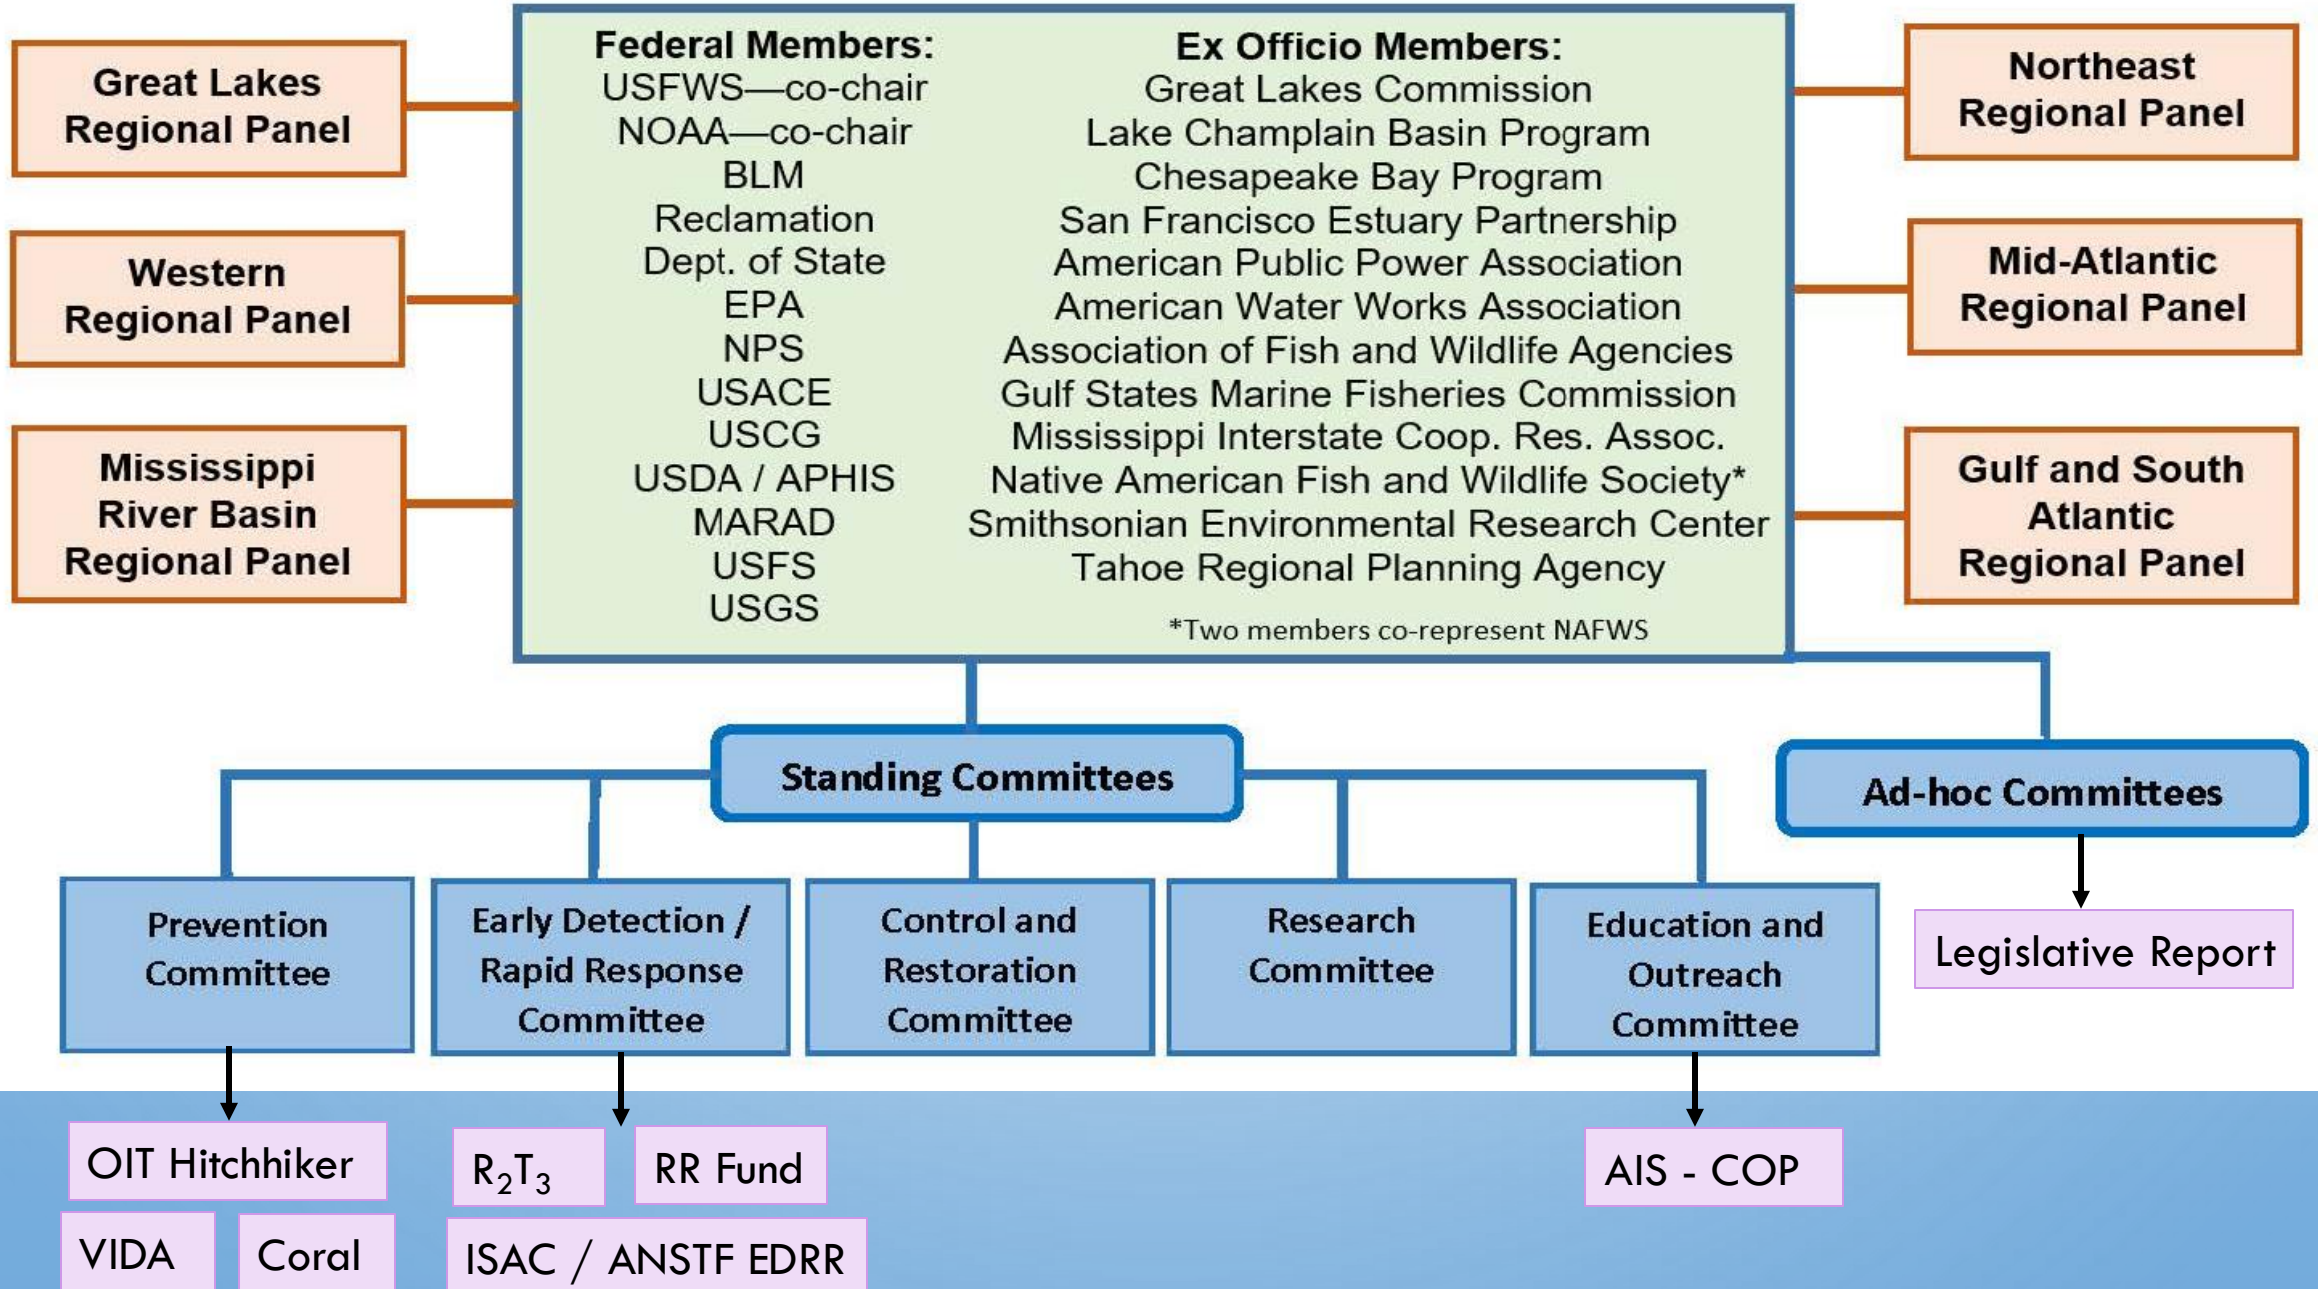 Great Lakes
Regional Panel
Western
Regional Panel
Mississippi
River Basin
Regional Panel
Federal Members:
USFWS—co-chair
NOAA—co-chair
BLM
Reclamation
Dept. of State
EPA
NPS
USACE
USCG
USDA / APHIS
MARAD
USFS
USGS
Ex Officio Members:
Great Lakes Commission
Lake Champlain Basin Program
Chesapeake Bay Program
San Francisco Estuary Partnership
American Public Power Association
American Water Works Association
Association of Fish and Wildlife Agencies
Gulf States Marine Fisheries Commission
Mississippi Interstate Coop. Res. Assoc.
Native American Fish and Wildlife Society*
Smithsonian Environmental Research Center
Tahoe Regional Planning Agency
*Two members co-represent NAFWS
Northeast
Regional Panel
Mid-Atlantic
Regional Panel
Gulf and South
Atlantic
Regional Panel
Standing Committees
Ad-hoc Committees
Prevention
Committee
Early Detection /
Rapid Response
Committee
Control and
Restoration
Committee
Research
Committee
Education and
Outreach
Committee
Legislative Report
OIT Hitchhiker
VIDA
Coral
R₂T₃
RR Fund
ISAC / ANSTF EDRR
AIS - COP